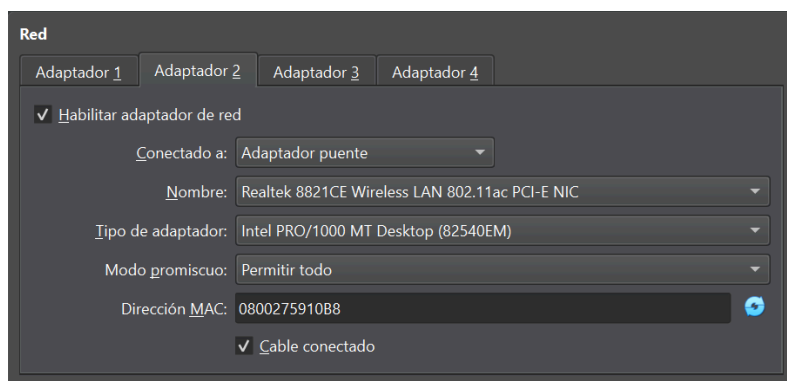 Red
Adaptador 1 Adaptador 2 Adaptador 3 Adaptador 4
Habilitar adaptador de red
Conectado a: Adaptador puente
Nombre: Realtek 8821CE Wireless LAN 802.11ac PCI-E NIC
Tipo de adaptador: Intel PRO/1000 MT Desktop (82540EM)
Modo promiscuo: Permitir todo
Dirección MAC: 0800275910B8
Cable conectado